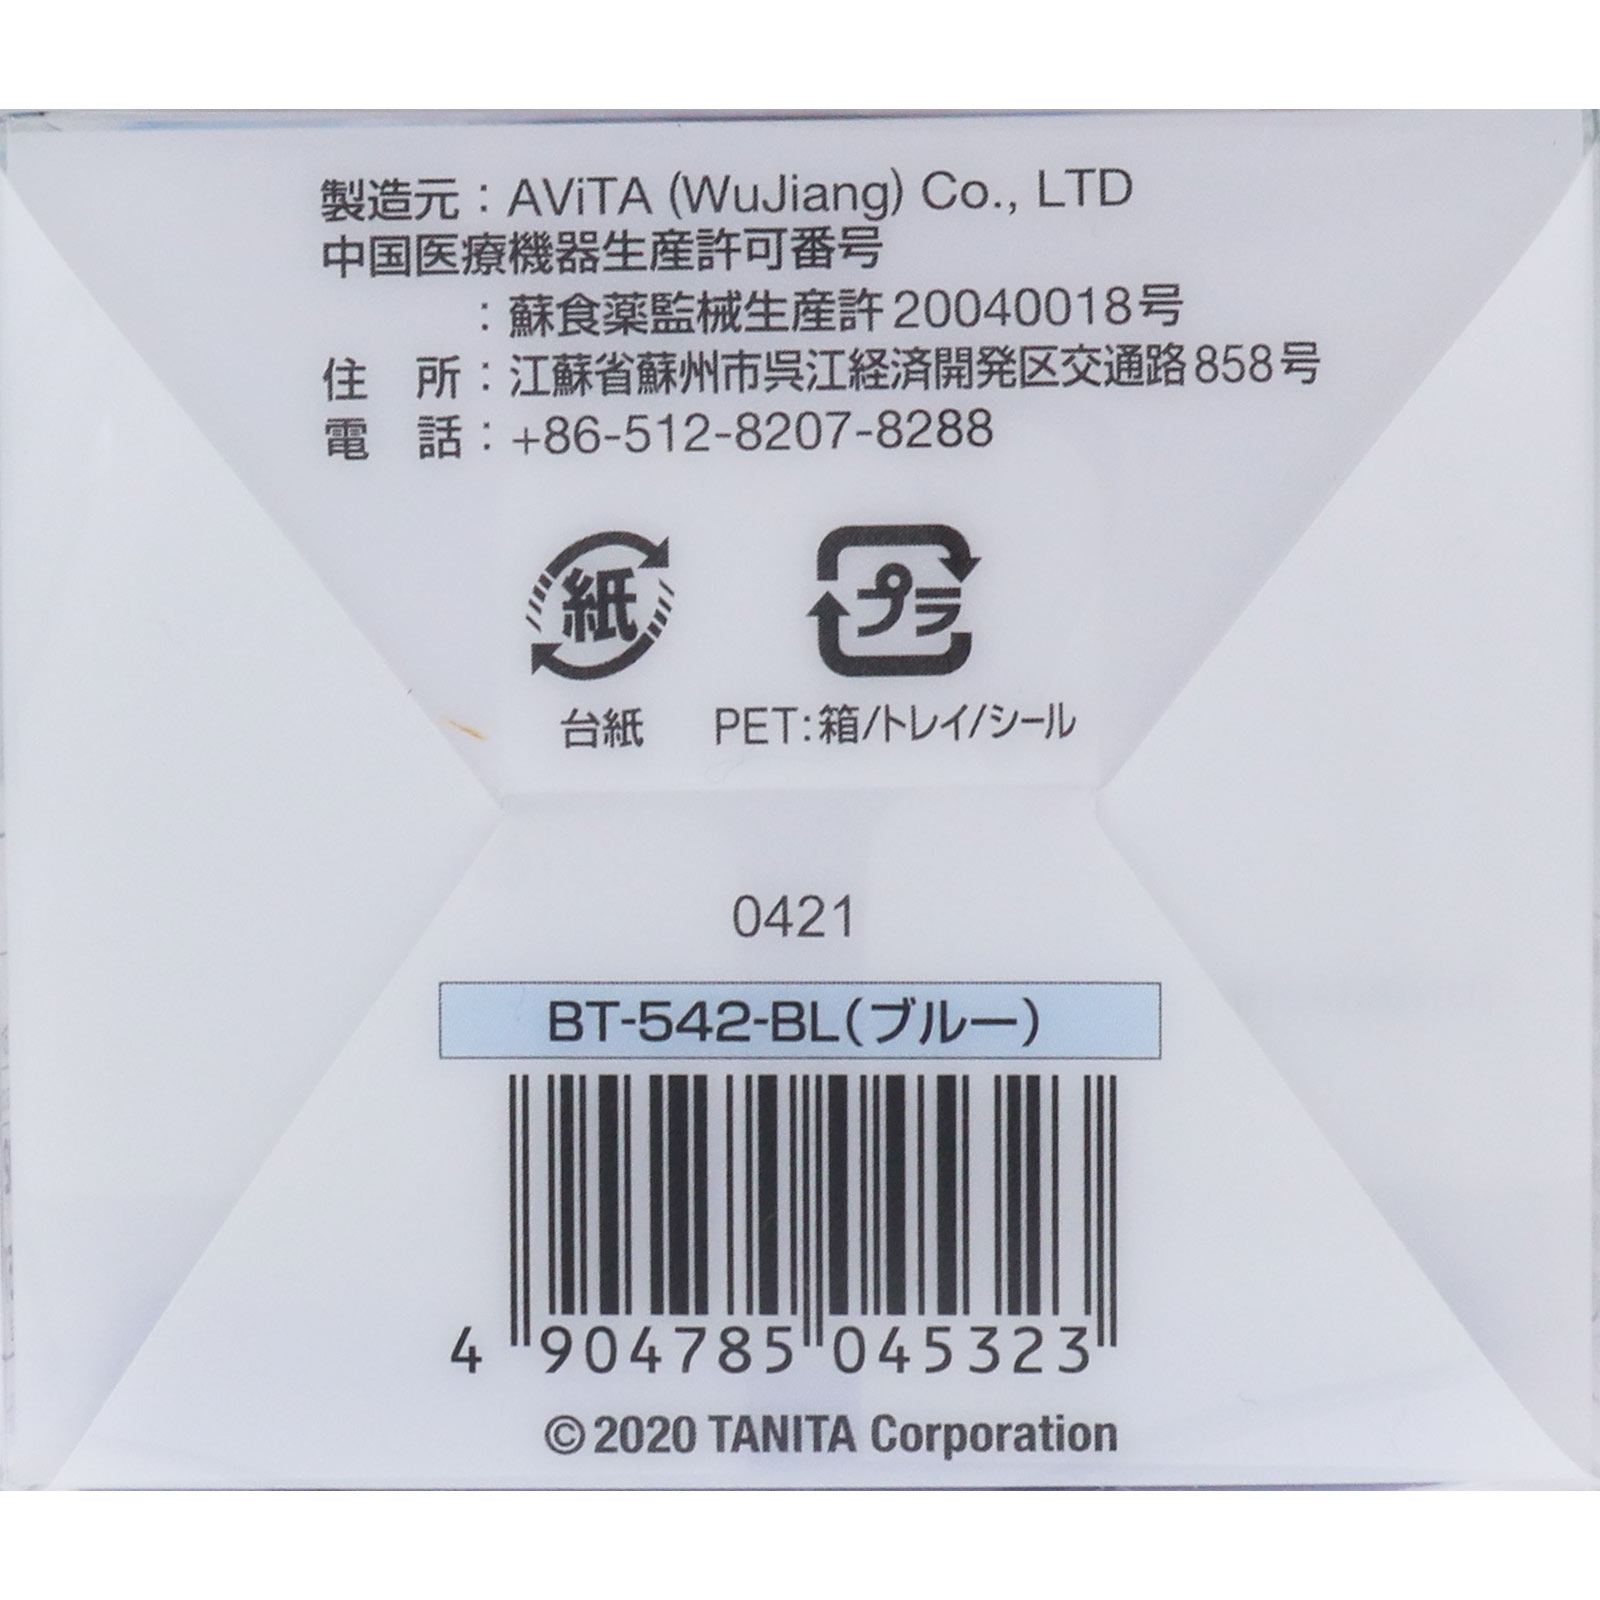 製造元：AViTA (WuJiang) Co., LTD
中国医療機器生産許可番号
：蘇食薬監械生産許20040018号
住　所：江蘇省蘇州市呉江経済開発区交通路858号
電　話：+86-512-8207-8288
紙 プラ
台紙 PET:箱/トレイ/シール
0421
BT-542-BL(ブルー)
4 904785 045323
©2020 TANITA Corporation